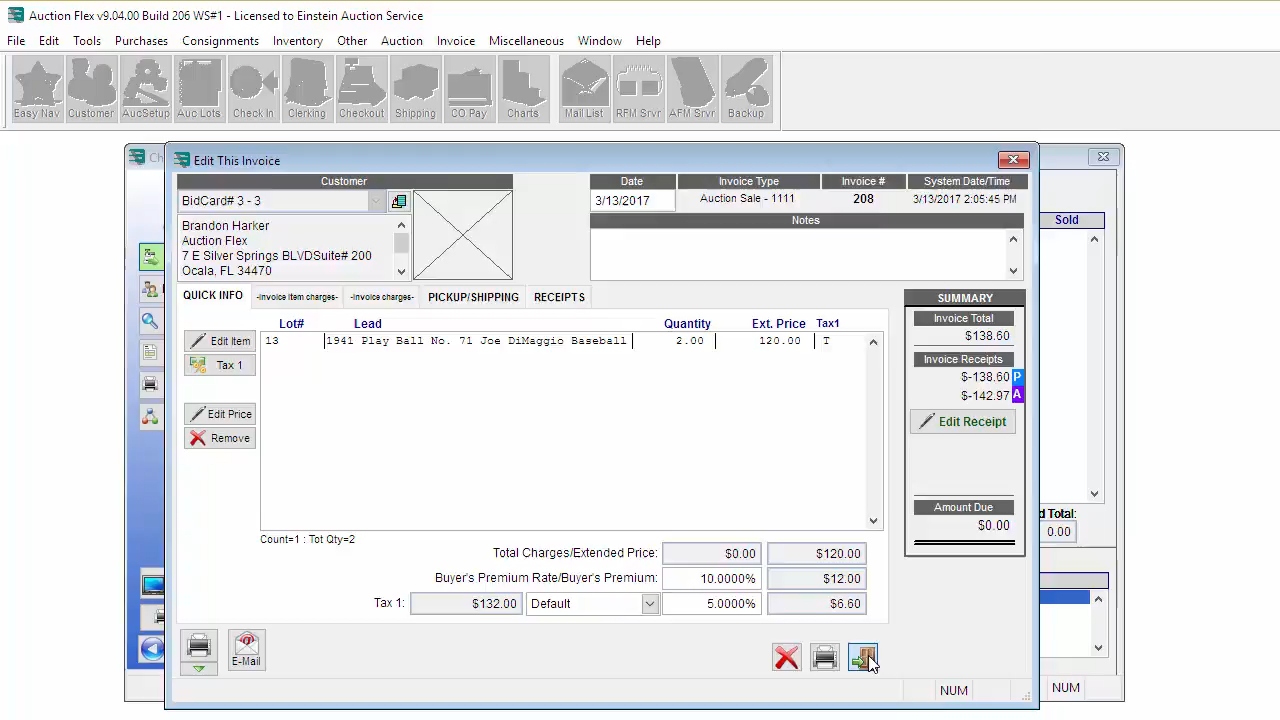 Auction Flex v9.04.00 Build 206 WS#1 - Licensed to Einstein Auction Service
File Edit Tools Purchases Consignments Inventory Other Auction Invoice Miscellaneous Window Help
Easy Nav Customer AucSetup Auc Lots Check In Clerking Checkout Shipping CO Pay Charts Mail List RFM Srvr AFM Srvr Backup
Ch
Edit This Invoice
Customer Date Invoice Type Invoice # System Date/Time
BidCard# 3 - 3 3/13/2017 Auction Sale - 1111 208 3/13/2017 2:05:45 PM
Notes Sold
Brandon Harker
Auction Flex
7 E Silver Springs BLVDSuite# 200
Ocala, FL 34470
QUICK INFO -Invoice item charges- -Invoice charges- PICKUP/SHIPPING RECEIPTS SUMMARY
Lot# Lead Quantity Ext. Price Tax1 Invoice Total
Edit Item 13 1941 Play Ball No. 71 Joe DiMaggio Baseball 2.00 120.00 T $138.60
Tax 1 Invoice Receipts
$-138.60 P
$-142.97 A
Edit Price Edit Receipt
Remove
Amount Due
d Total:
$0.00 0.00
Count=1 : Tot Qty=2
Total Charges/Extended Price: $0.00 $120.00
Buyer's Premium Rate/Buyer's Premium: 10.0000% $12.00
Tax 1: $132.00 Default 5.0000% $6.60
E-Mail
NUM NUM